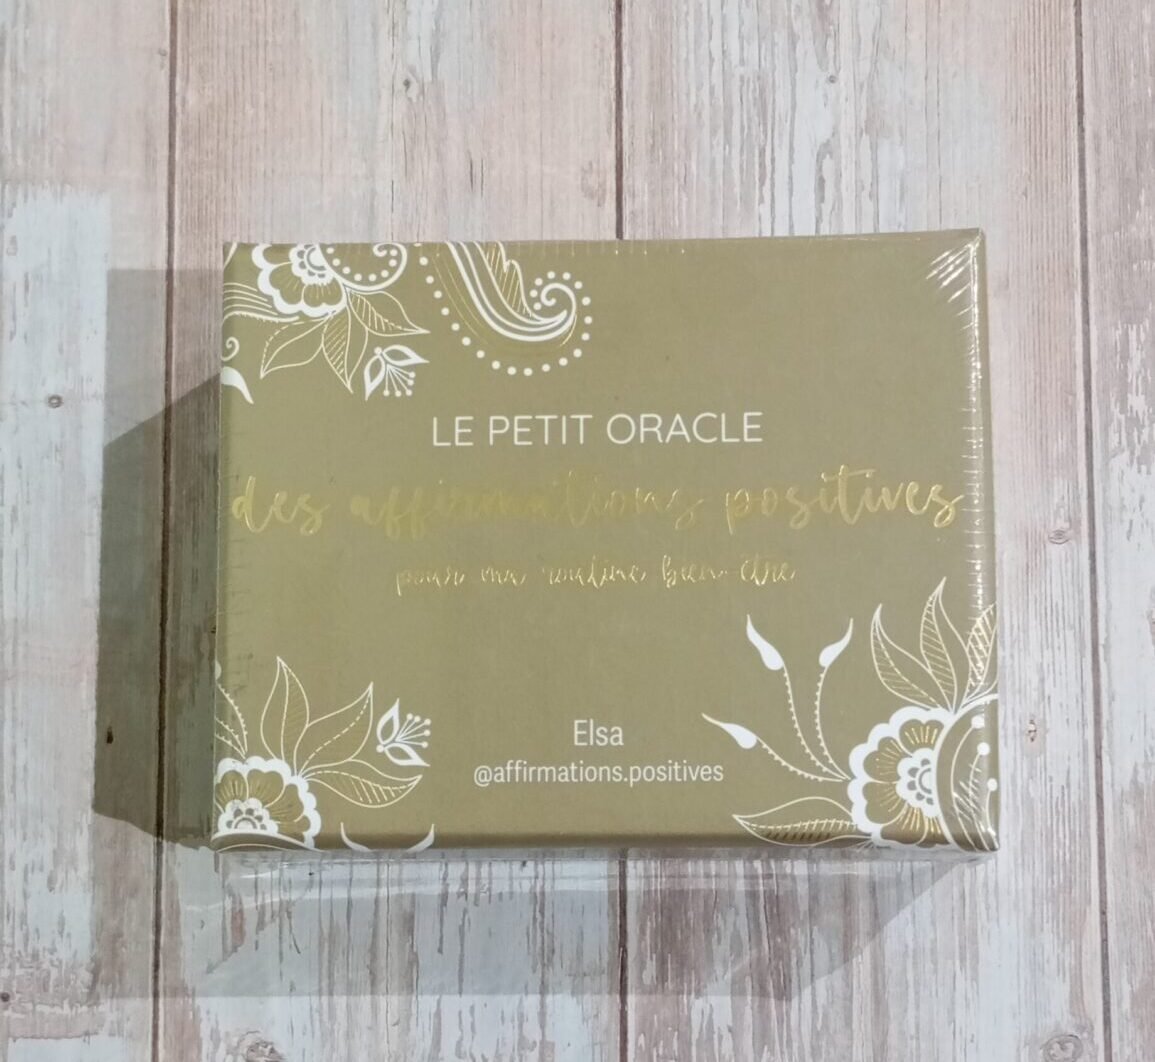 LE PETIT ORACLE
des affirmations positives
pour ma routine bien-être
Elsa
@affirmations.positives